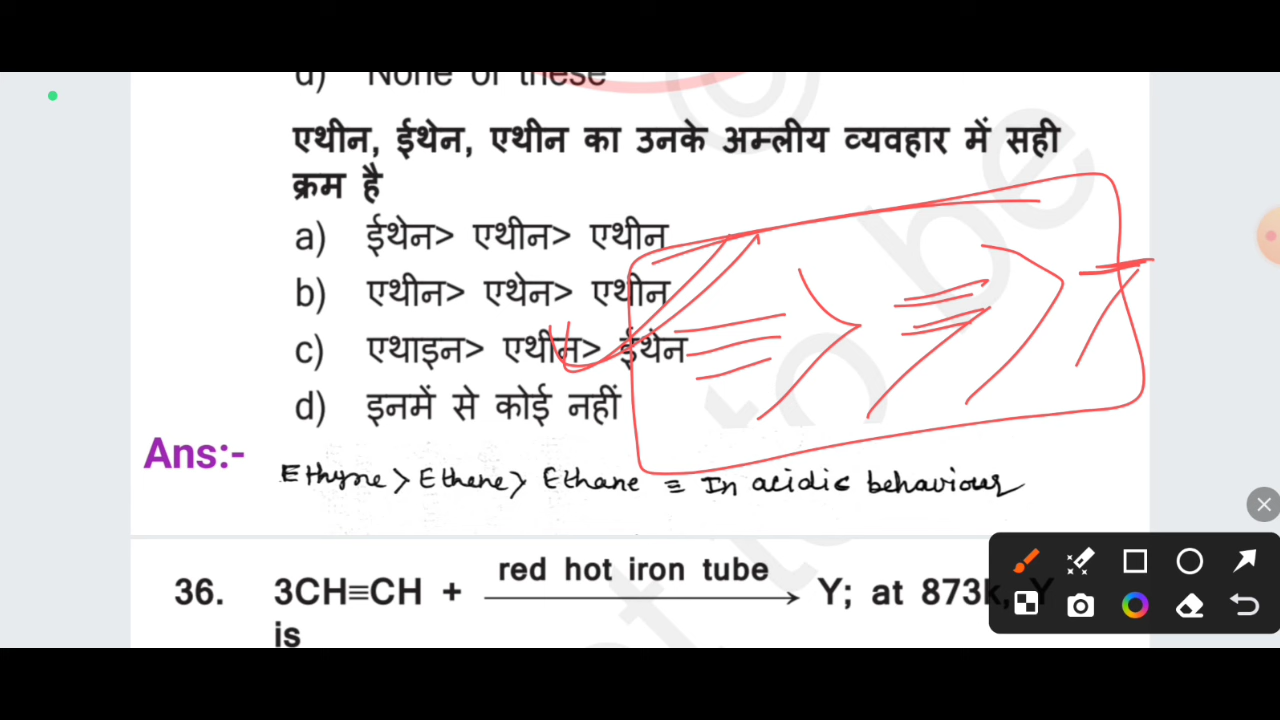 d) None of these
एथीन, ईथेन, एथीन का उनके अम्लीय व्यवहार में सही
क्रम है
a) ईथेन> एथीन> एथीन
b) एथीन> एथेन> एथीन
c) एथाइन> एथीन> ईथेन
d) इनमें से कोई नहीं
Ans:-
Ethyne > Ethene > Ethane ≡ In acidic behaviour
36. 3CH≡CH + red hot iron tube Y; at 873k, Y
is